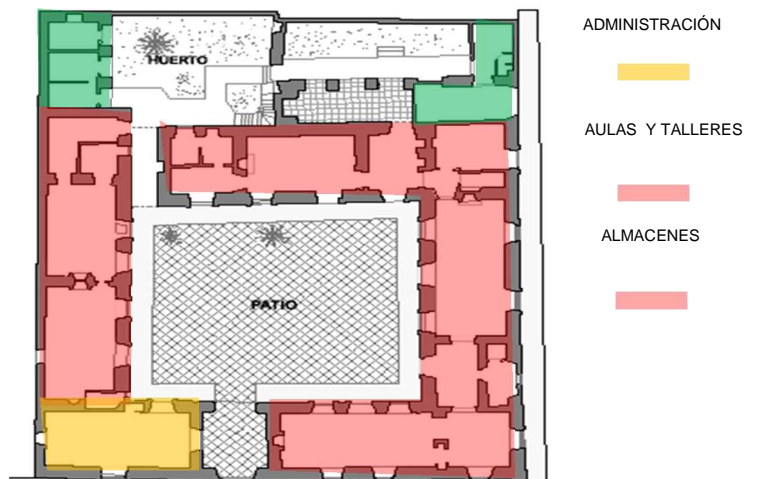 HUERTO
PATIO
ADMINISTRACIÓN
AULAS Y TALLERES
ALMACENES